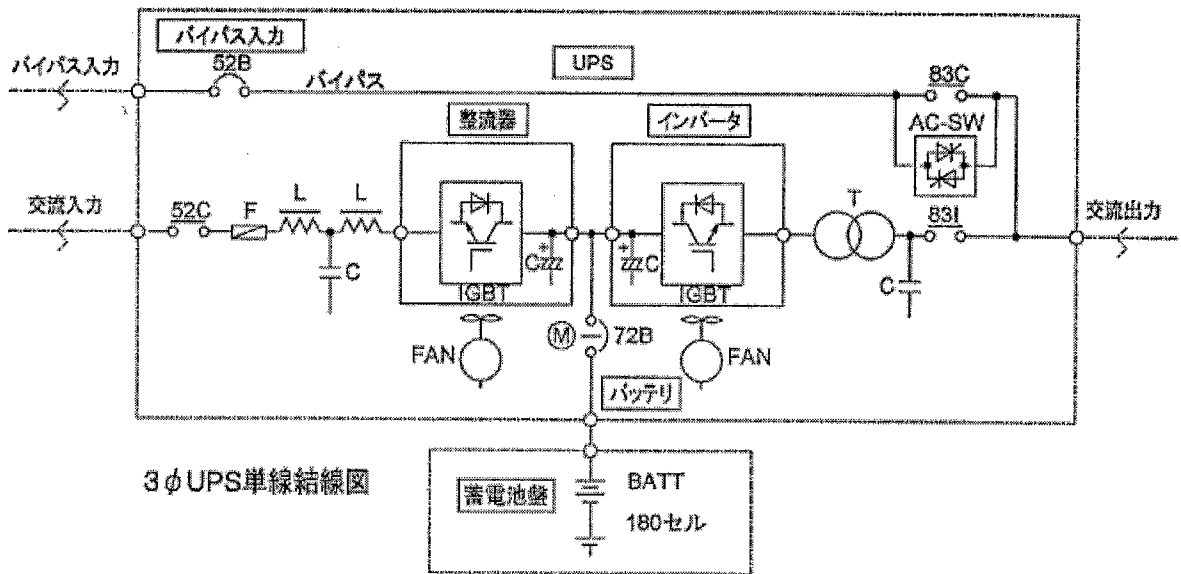 バイパス入力
バイパス入力
52B
バイパス
UPS
83C
AC-SW
整流器
インバータ
交流入力
52C
F
L
L
C
C
IGBT
FAN
C
IGBT
FAN
M
72B
T
83I
C
交流出力
バッテリ
3φUPS単線結線図
蓄電池盤
BATT
180セル